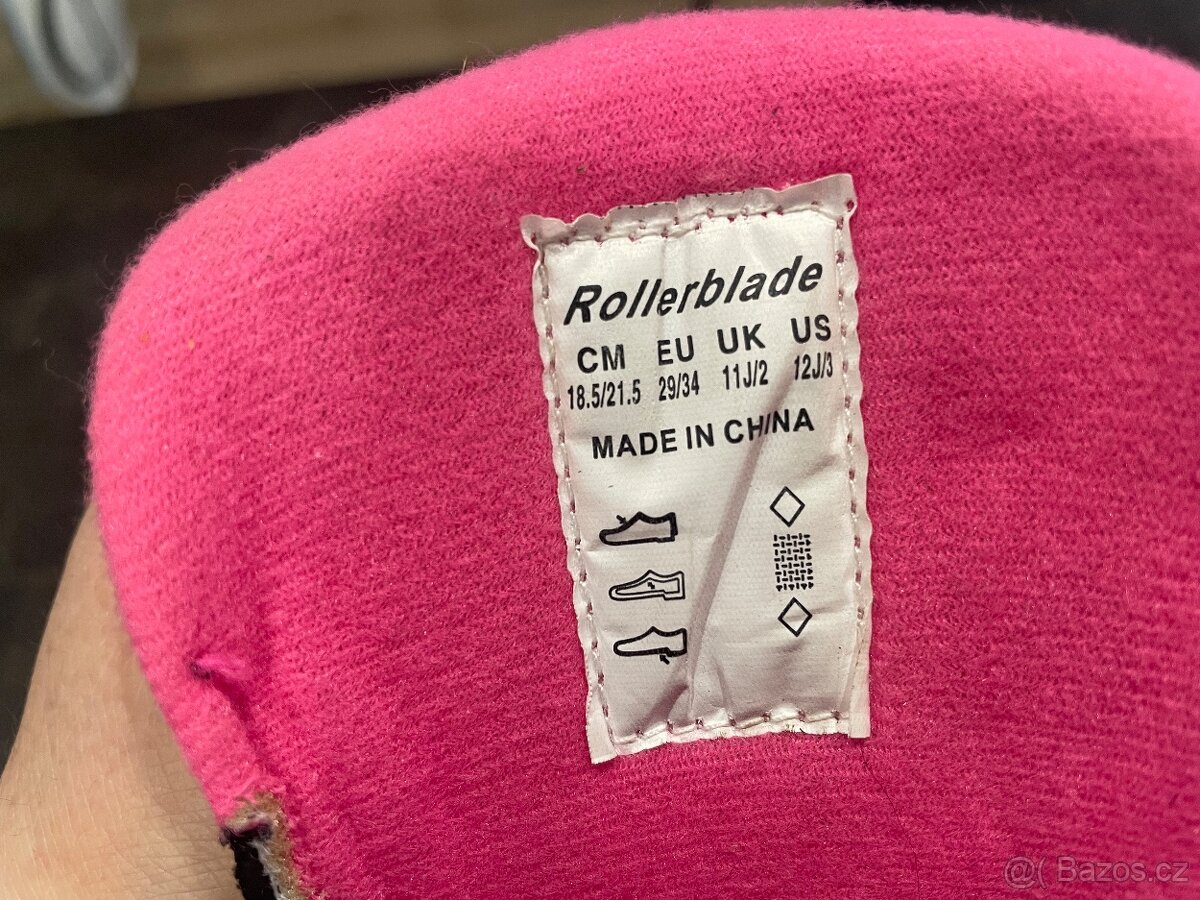 Rollerblade
CM EU UK US
18.5/21.5 29/34 11J/2 12J/3
MADE IN CHINA
@( Bazos.cz